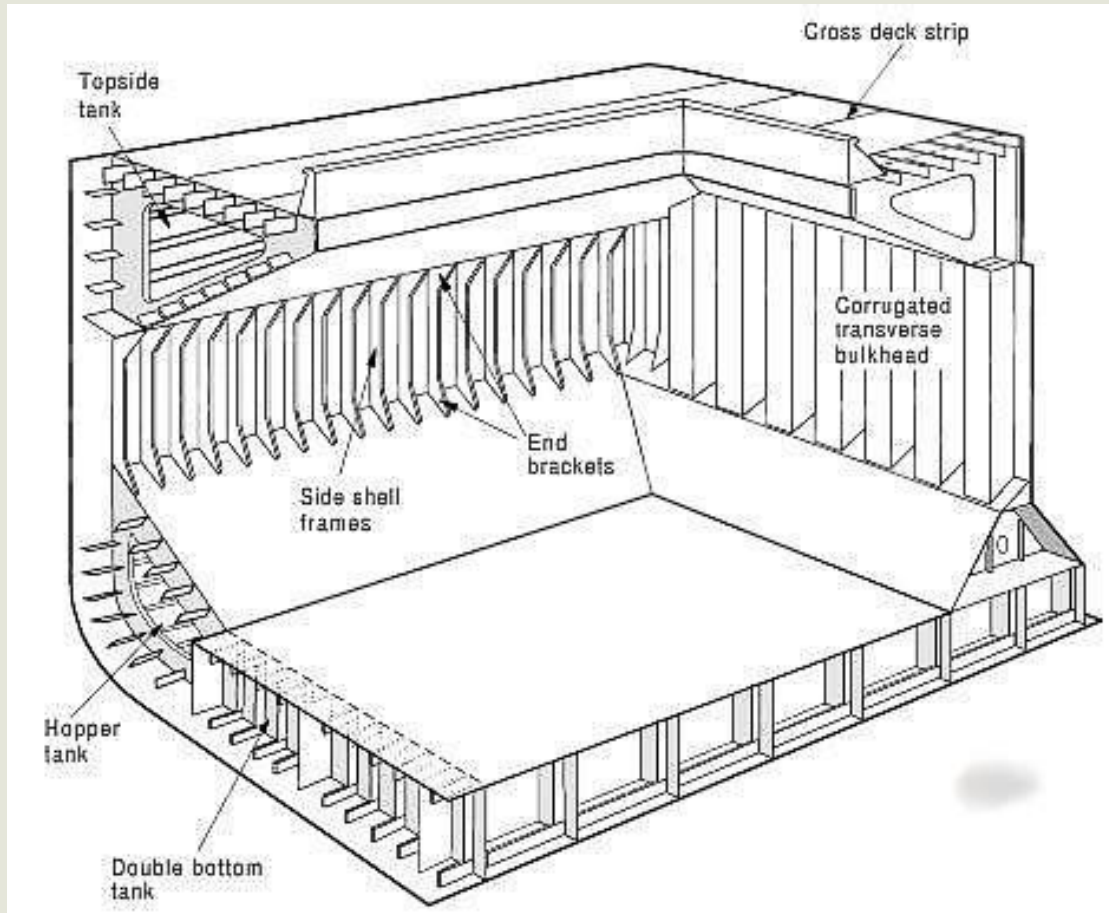 Cross deck strip
Topside
tank
Corrugated
transverse
bulkhead
End
brackets
Side shell
frames
Hopper
tank
Double bottom
tank